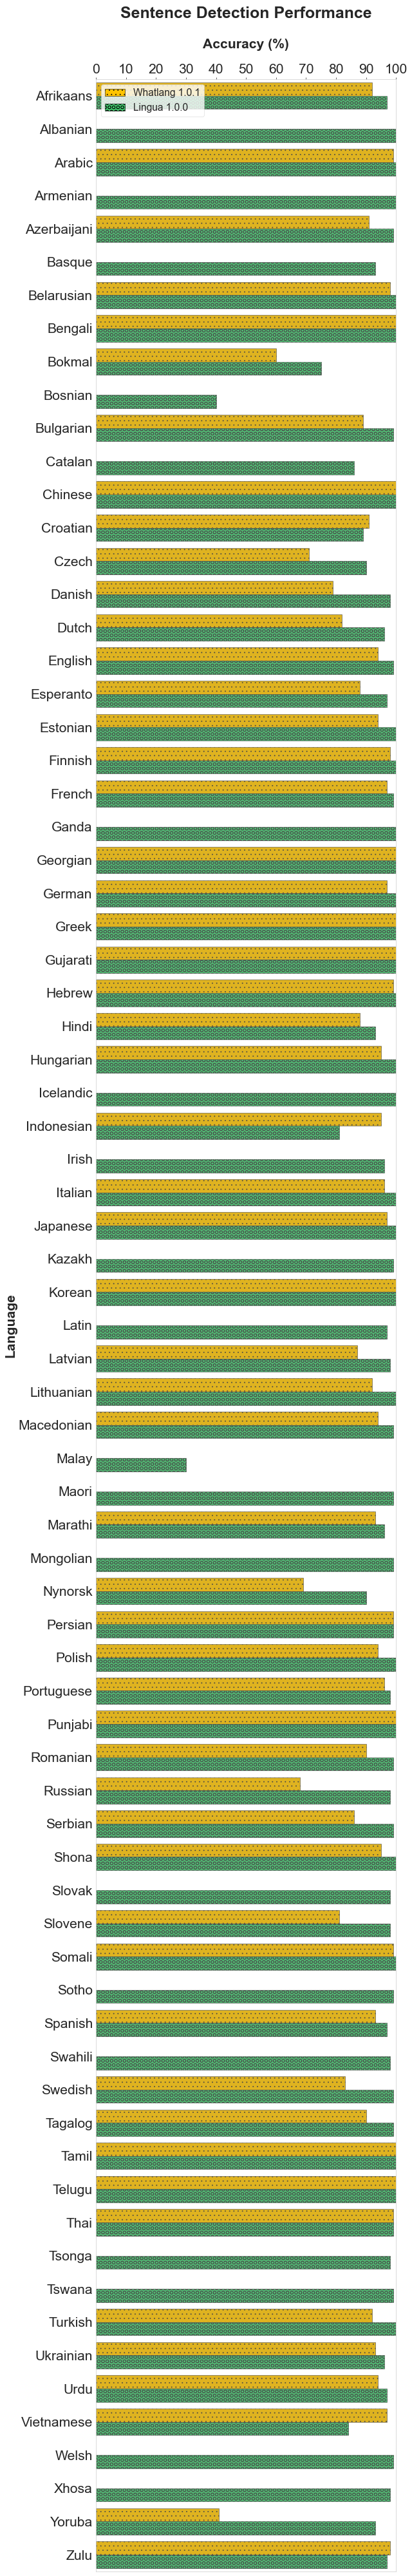 Sentence Detection Performance
Accuracy (%)
0 10 20 30 40 50 60 70 80 90 100
Whatlang 1.0.1
Lingua 1.0.0
Language
Afrikaans
Albanian
Arabic
Armenian
Azerbaijani
Basque
Belarusian
Bengali
Bokmal
Bosnian
Bulgarian
Catalan
Chinese
Croatian
Czech
Danish
Dutch
English
Esperanto
Estonian
Finnish
French
Ganda
Georgian
German
Greek
Gujarati
Hebrew
Hindi
Hungarian
Icelandic
Indonesian
Irish
Italian
Japanese
Kazakh
Korean
Latin
Latvian
Lithuanian
Macedonian
Malay
Maori
Marathi
Mongolian
Nynorsk
Persian
Polish
Portuguese
Punjabi
Romanian
Russian
Serbian
Shona
Slovak
Slovene
Somali
Sotho
Spanish
Swahili
Swedish
Tagalog
Tamil
Telugu
Thai
Tsonga
Tswana
Turkish
Ukrainian
Urdu
Vietnamese
Welsh
Xhosa
Yoruba
Zulu